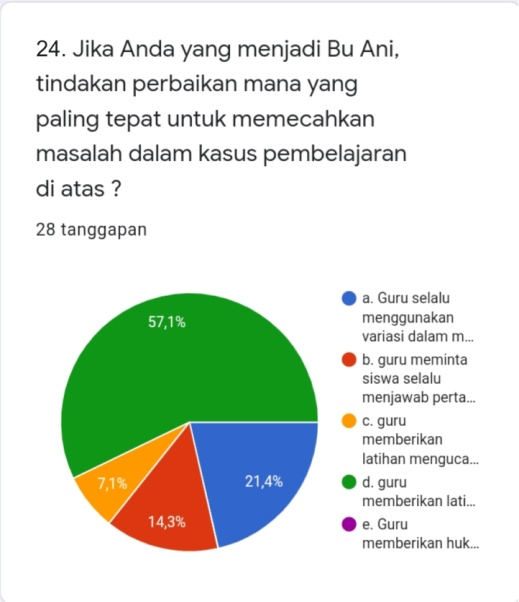 24. Jika Anda yang menjadi Bu Ani,
tindakan perbaikan mana yang
paling tepat untuk memecahkan
masalah dalam kasus pembelajaran
di atas ?
28 tanggapan
57,1%
7,1%
14,3%
21,4%
a. Guru selalu
menggunakan
variasi dalam m...
b. guru meminta
siswa selalu
menjawab perta...
c. guru
memberikan
latihan menguca...
d. guru
memberikan lati...
e. Guru
memberikan huk...